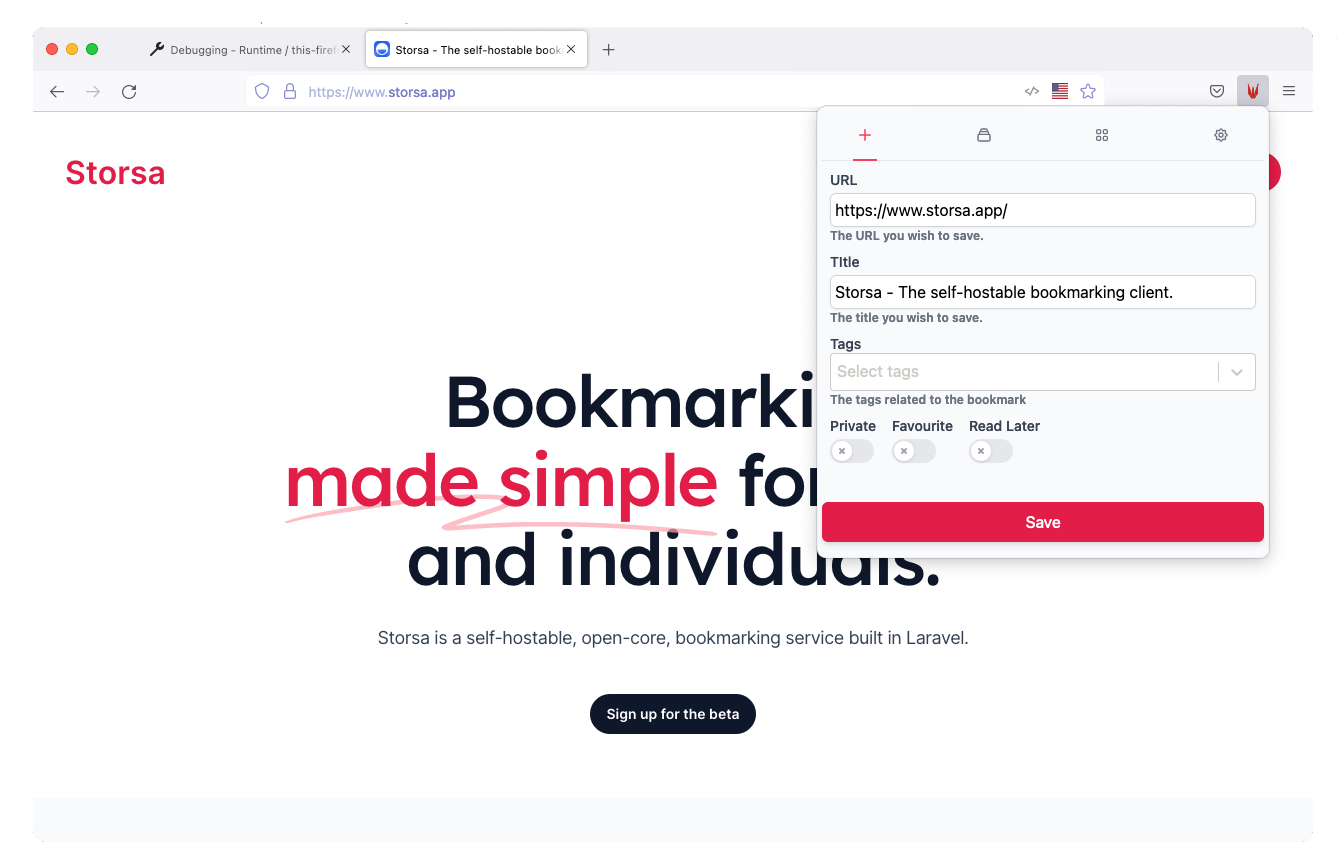 Debugging - Runtime / this-firef
Storsa - The self-hostable book
https://www.storsa.app
Storsa
URL
https://www.storsa.app/
The URL you wish to save.
TItle
Storsa - The self-hostable bookmarking client.
The title you wish to save.
Tags
Select tags
The tags related to the bookmark
Private Favourite Read Later
Save
Bookmarki
made simple for
and individuals.
Storsa is a self-hostable, open-core, bookmarking service built in Laravel.
Sign up for the beta